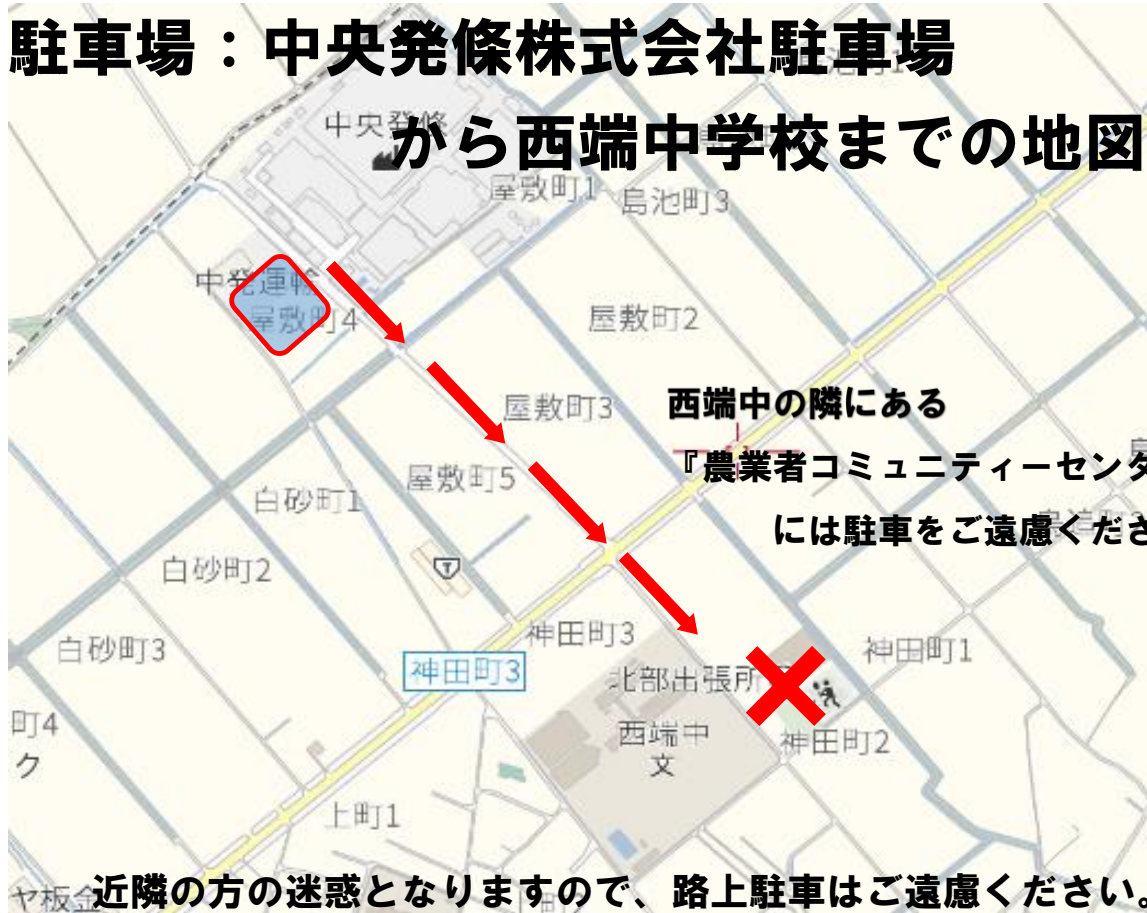 駐車場：中央発條株式会社駐車場
から西端中学校までの地図
中央発條
屋敷町1
島池町3
中発運輸
屋敷町4
屋敷町2
屋敷町3
西端中の隣にある
『農業者コミュニティーセンタ
には駐車をご遠慮くださ
屋敷町5
白砂町1
白砂町2
白砂町3
神田町3
神田町3
神田町1
北部出張所
西端中
文
神田町2
町4
ク
上町1
ヤ板金
近隣の方の迷惑となりますので、路上駐車はご遠慮ください。